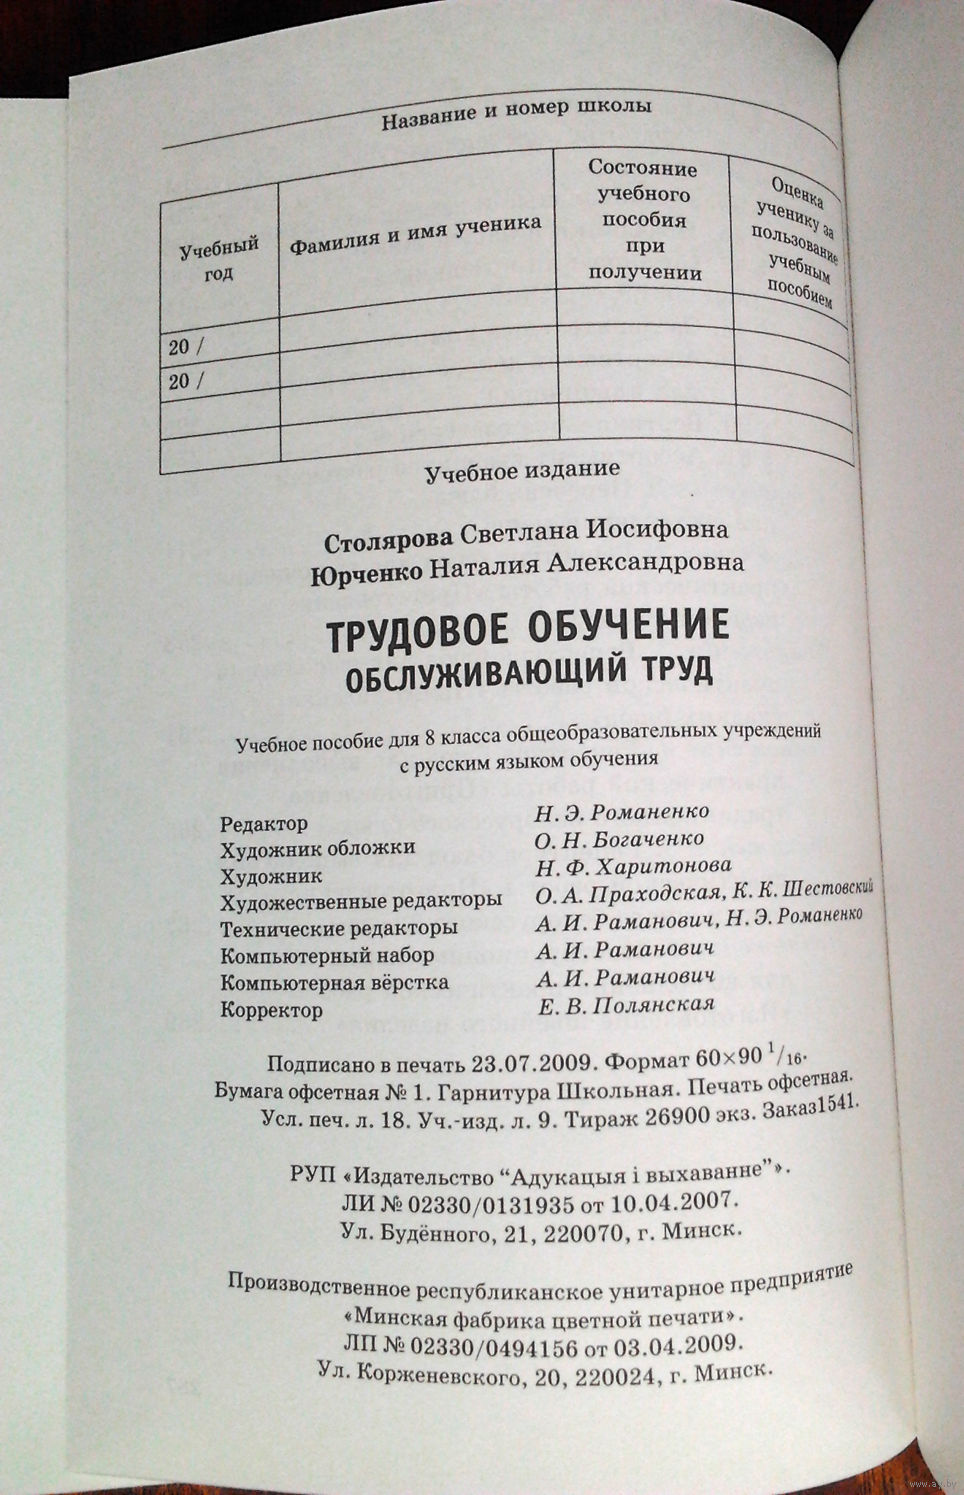 Название и номер школы
Учебный
год
Фамилия и имя ученика
Состояние
учебного
пособия
при
получении
Оценка
ученику за
пользование
учебным
пособием
20 /
20 /
Учебное издание
Столярова Светлана Иосифовна
Юрченко Наталия Александровна
ТРУДОВОЕ ОБУЧЕНИЕ
ОБСЛУЖИВАЮЩИЙ ТРУД
Учебное пособие для 8 класса общеобразовательных учреждений
с русским языком обучения
Редактор Н. Э. Романенко
Художник обложки О. Н. Богаченко
Художник Н. Ф. Харитонова
Художественные редакторы О. А. Праходская, К. К. Шестовский
Технические редакторы А. И. Раманович, Н. Э. Романенко
Компьютерный набор А. И. Раманович
Компьютерная вёрстка А. И. Раманович
Корректор Е. В. Полянская
Подписано в печать 23.07.2009. Формат 60×90 1/16.
Бумага офсетная № 1. Гарнитура Школьная. Печать офсетная.
Усл. печ. л. 18. Уч.-изд. л. 9. Тираж 26900 экз. Заказ1541.
РУП «Издательство “Адукацыя і выхаванне”».
ЛИ № 02330/0131935 от 10.04.2007.
Ул. Будённого, 21, 220070, г. Минск.
Производственное республиканское унитарное предприятие
«Минская фабрика цветной печати».
ЛП № 02330/0494156 от 03.04.2009.
Ул. Корженевского, 20, 220024, г. Минск.
www.ay.by